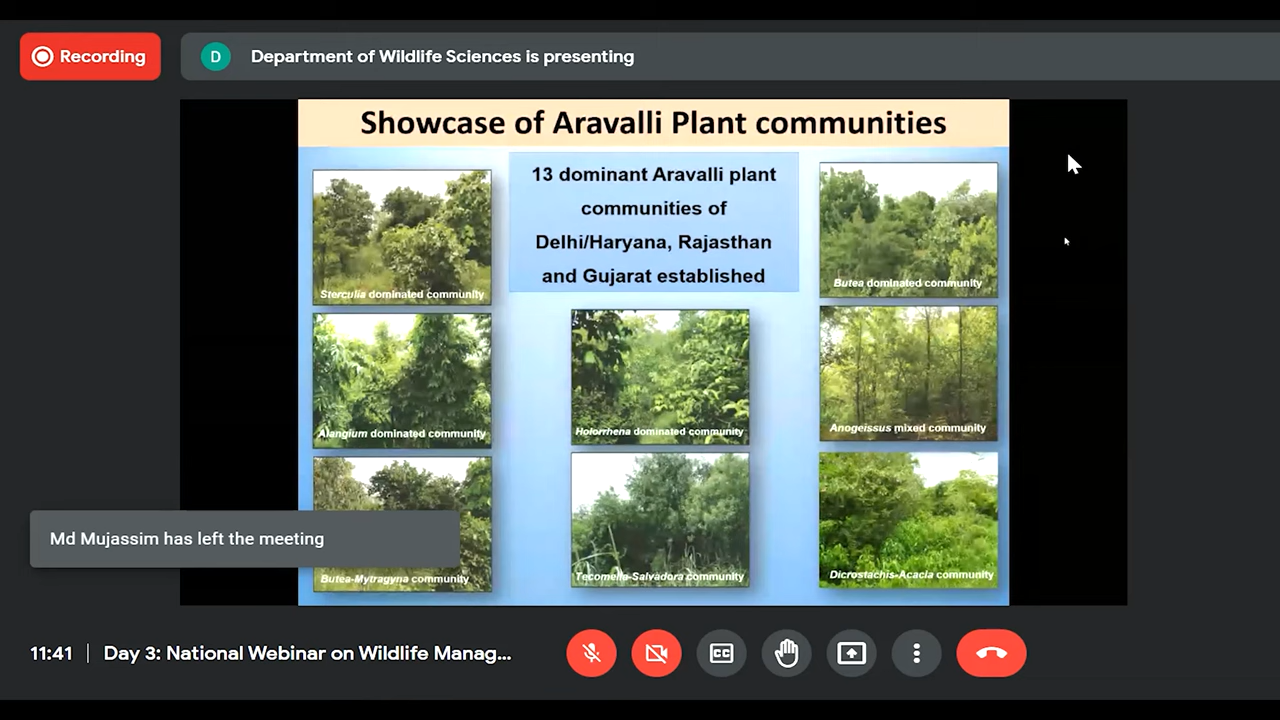 Recording
D
Department of Wildlife Sciences is presenting
Showcase of Aravalli Plant communities
13 dominant Aravalli plant
communities of
Delhi/Haryana, Rajasthan
and Gujarat established
Sterculia dominated community
Butea dominated community
Alangium dominated community
Holorrhena dominated community
Anogeissus mixed community
Butea-Mytragyna community
Tecomella-Salvadora community
Dicrostachis-Acacia community
Md Mujassim has left the meeting
11:41
Day 3: National Webinar on Wildlife Manag...
CC